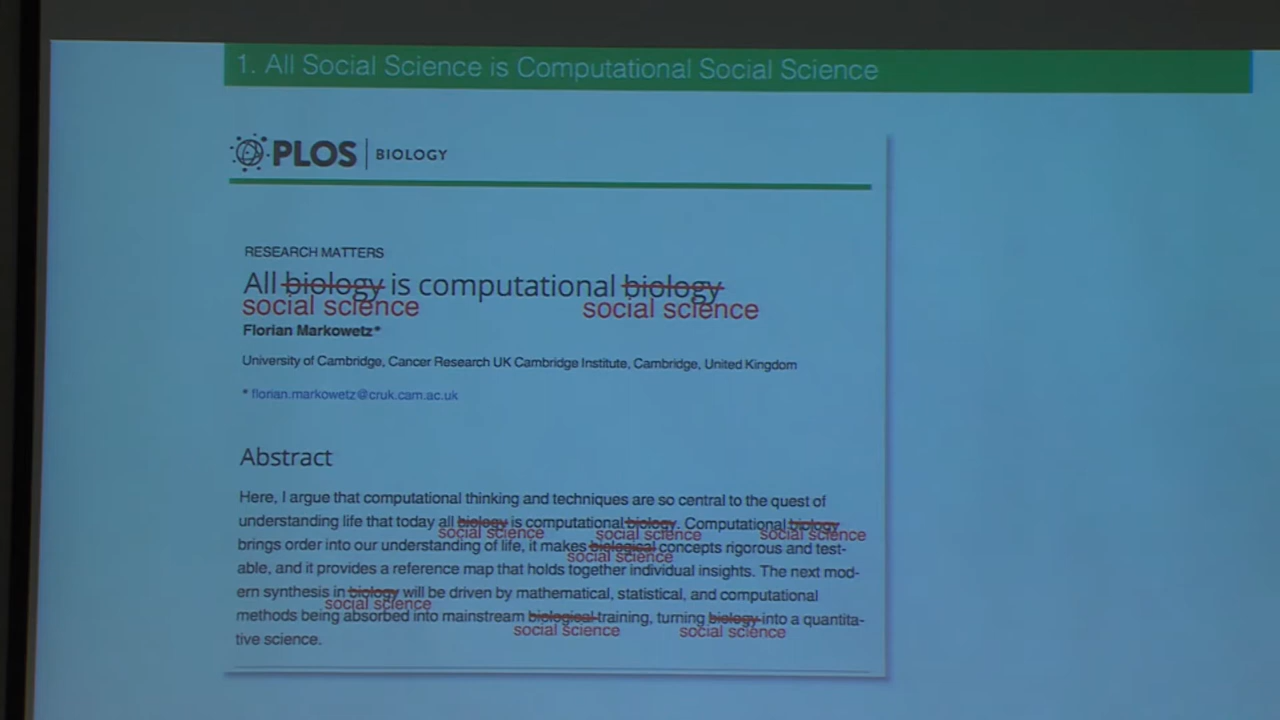 1. All Social Science is Computational Social Science
PLOS | BIOLOGY
RESEARCH MATTERS
All biology is computational biology
social science social science
Florian Markowetz*
University of Cambridge, Cancer Research UK Cambridge Institute, Cambridge, United Kingdom
* florian.markowetz@cruk.cam.ac.uk
Abstract
Here, I argue that computational thinking and techniques are so central to the quest of
understanding life that today all biology is computational biology. Computational biology
social science social science social science
brings order into our understanding of life, it makes biological concepts rigorous and test-
social science
able, and it provides a reference map that holds together individual insights. The next mod-
ern synthesis in biology will be driven by mathematical, statistical, and computational
social science
methods being absorbed into mainstream biological training, turning biology into a quantita-
social science social science
tive science.